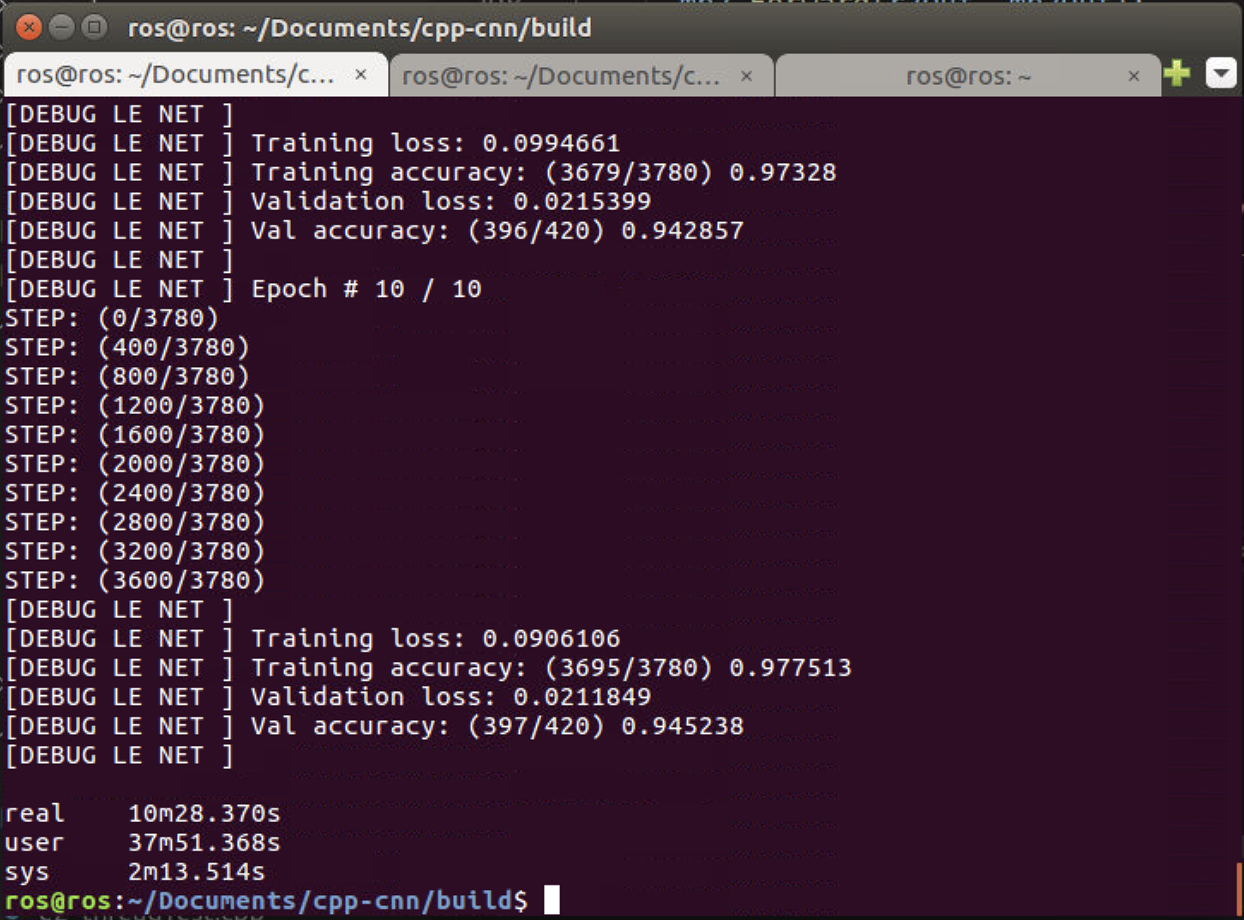 ros@ros: ~/Documents/cpp-cnn/build
ros@ros: ~/Documents/c... × ros@ros: ~/Documents/c... × ros@ros: ~ ×
[DEBUG LE NET ]
[DEBUG LE NET ] Training loss: 0.0994661
[DEBUG LE NET ] Training accuracy: (3679/3780) 0.97328
[DEBUG LE NET ] Validation loss: 0.0215399
[DEBUG LE NET ] Val accuracy: (396/420) 0.942857
[DEBUG LE NET ]
[DEBUG LE NET ] Epoch # 10 / 10
STEP: (0/3780)
STEP: (400/3780)
STEP: (800/3780)
STEP: (1200/3780)
STEP: (1600/3780)
STEP: (2000/3780)
STEP: (2400/3780)
STEP: (2800/3780)
STEP: (3200/3780)
STEP: (3600/3780)
[DEBUG LE NET ]
[DEBUG LE NET ] Training loss: 0.0906106
[DEBUG LE NET ] Training accuracy: (3695/3780) 0.977513
[DEBUG LE NET ] Validation loss: 0.0211849
[DEBUG LE NET ] Val accuracy: (397/420) 0.945238
[DEBUG LE NET ]
real 10m28.370s
user 37m51.368s
sys 2m13.514s
ros@ros:~/Documents/cpp-cnn/build$